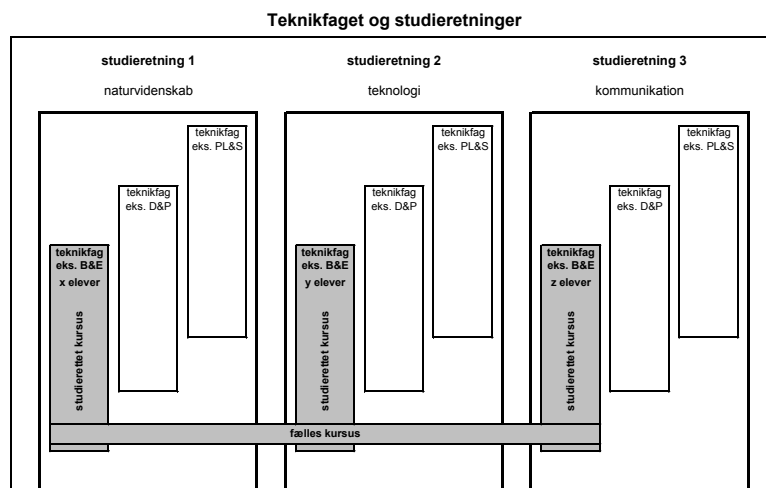 Teknikfaget og studieretninger
studieretning 1
naturvidenskab
teknikfag
eks. PL&S
teknikfag
eks. D&P
teknikfag
eks. B&E
x elever
studierettet kursus
studieretning 2
teknologi
teknikfag
eks. PL&S
teknikfag
eks. D&P
teknikfag
eks. B&E
y elever
studierettet kursus
studieretning 3
kommunikation
teknikfag
eks. PL&S
teknikfag
eks. D&P
teknikfag
eks. B&E
z elever
studierettet kursus
fælles kursus